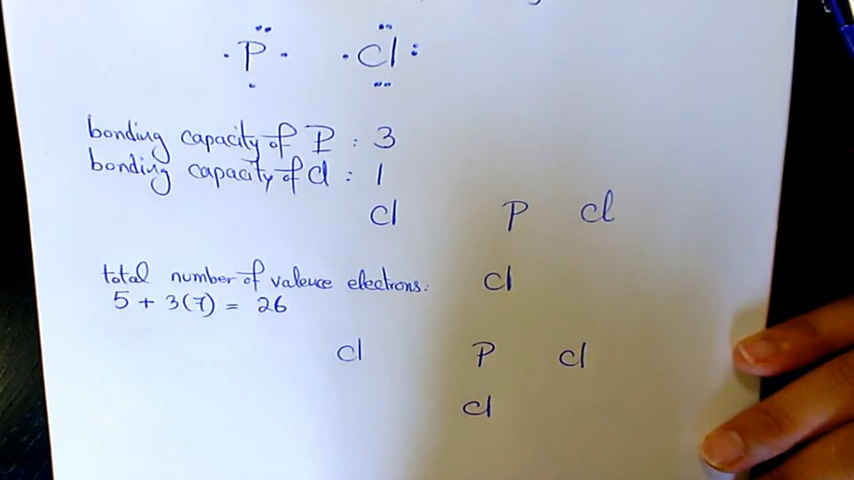 P Cl
bonding capacity of P : 3
bonding capacity of Cl : 1
Cl P Cl
total number of valence electrons: Cl
5 + 3(7) = 26
Cl P Cl
Cl